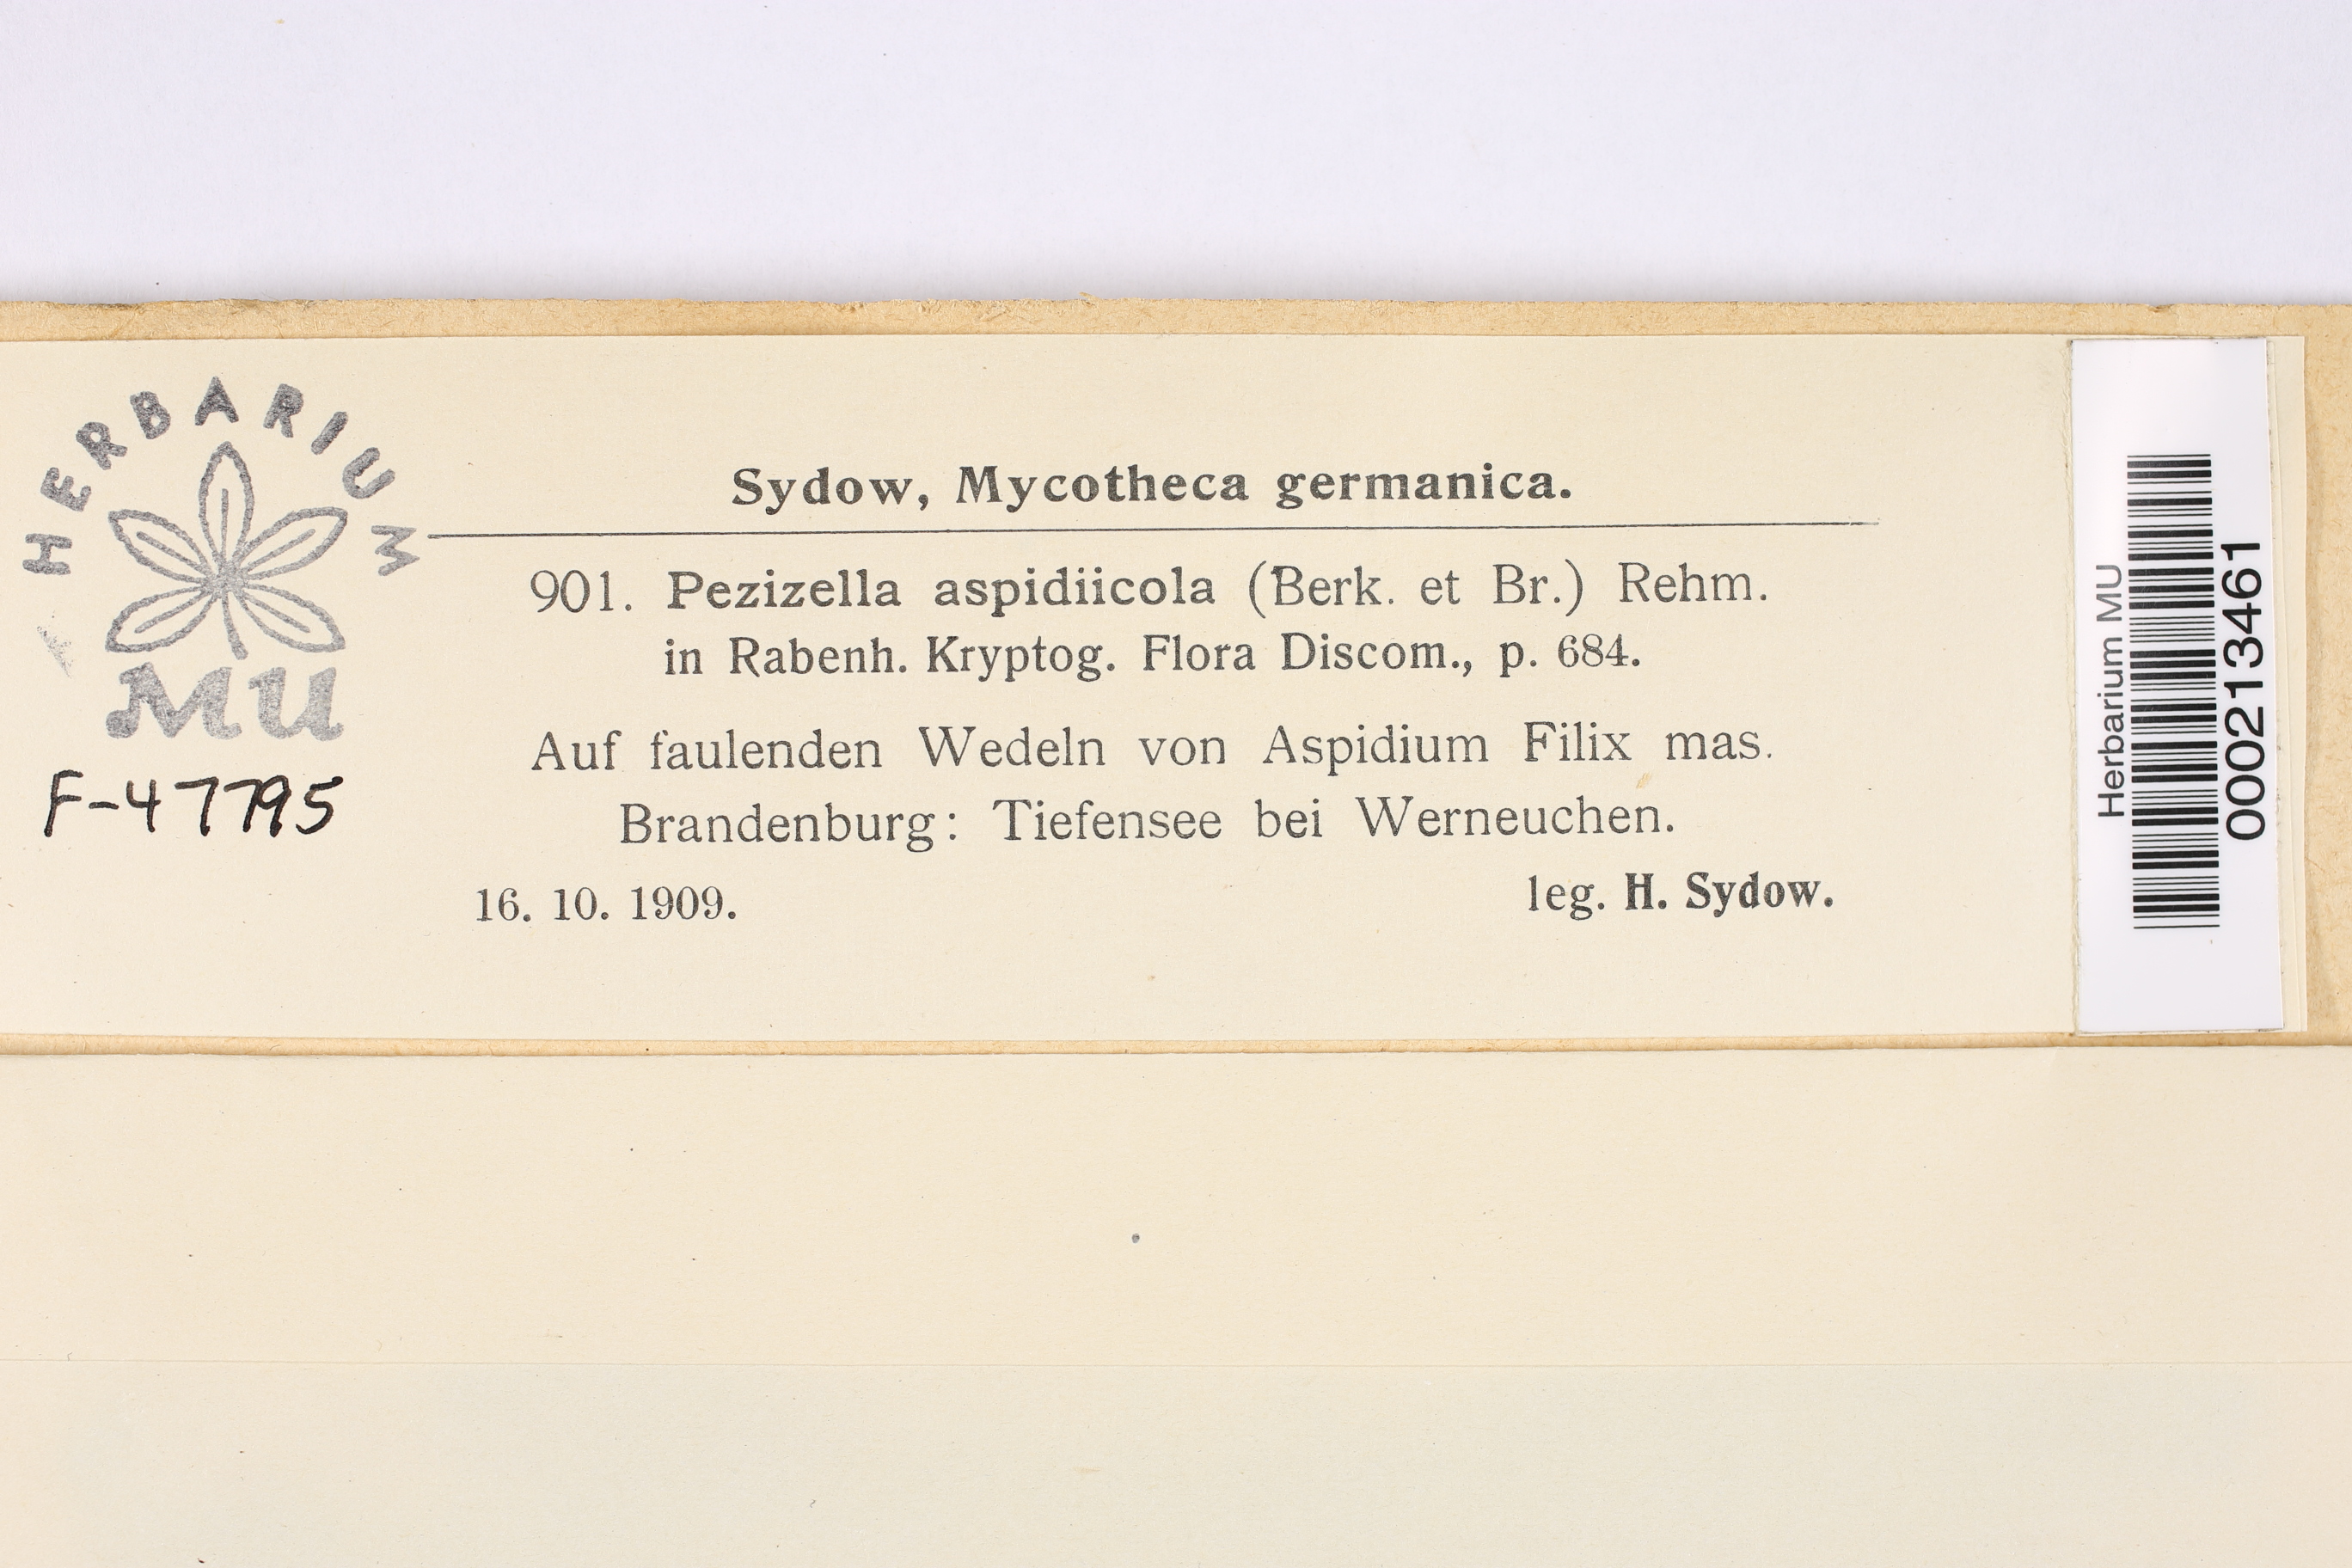 HERBARIUM
MU
F-47795
Sydow, Mycotheca germanica.
901. Pezizella aspidiicola (Berk. et Br.) Rehm.
in Rabenh. Kryptog. Flora Discom., p. 684.
Auf faulenden Wedeln von Aspidium Filix mas.
Brandenburg: Tiefensee bei Werneuchen.
16. 10. 1909.
leg. H. Sydow.
Herbarium MU
000213461